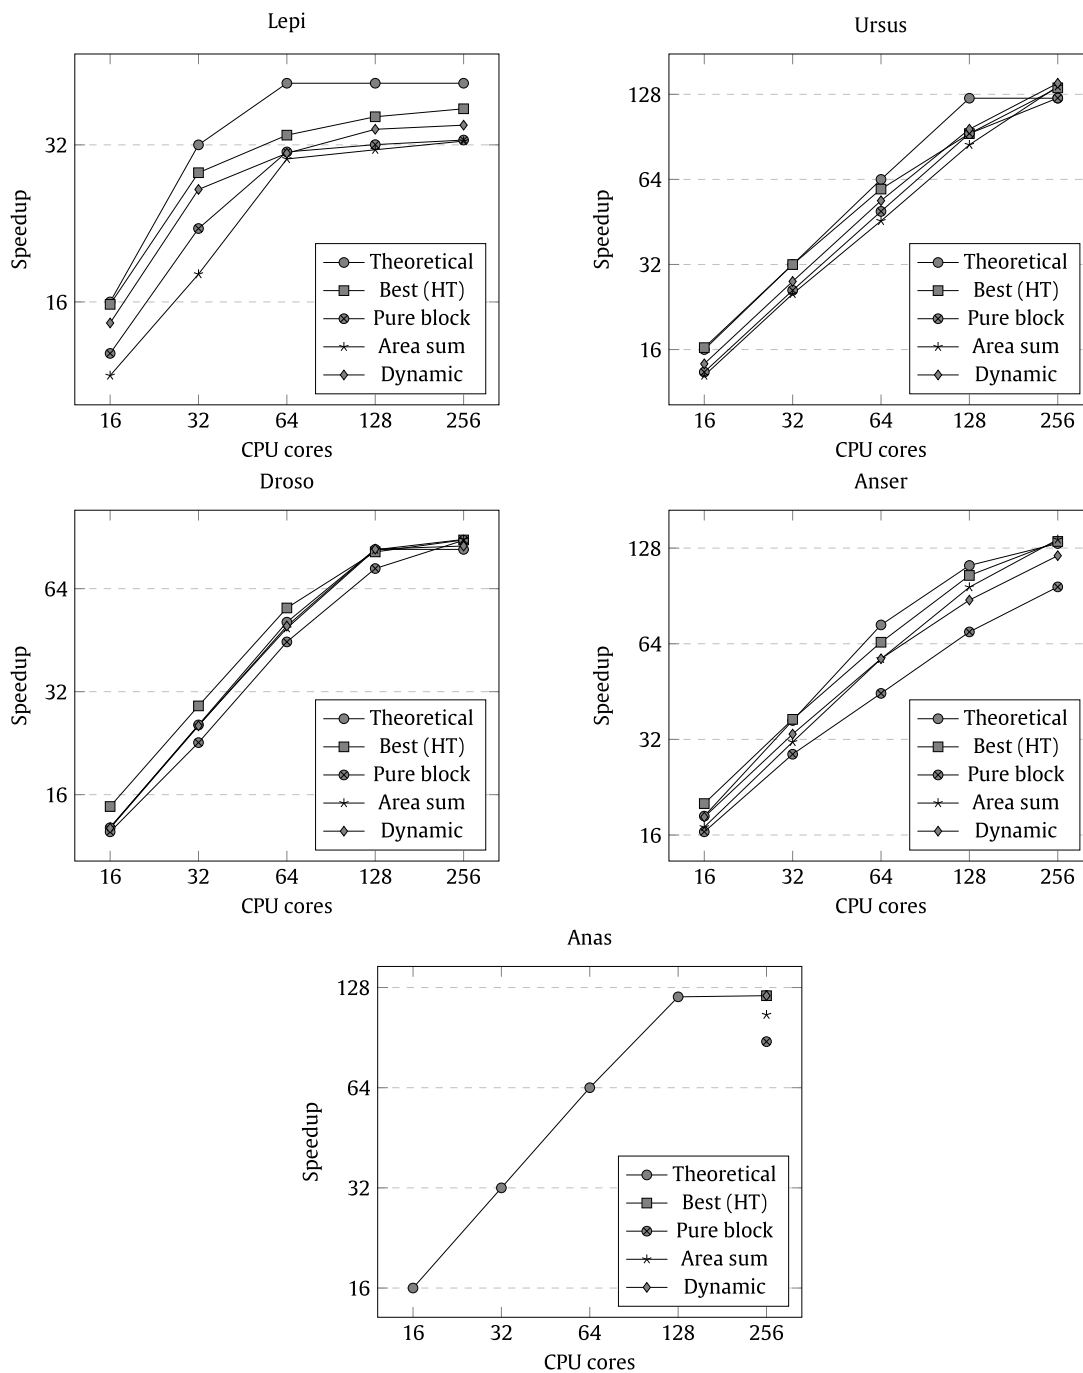 Lepi
32
16
Speedup
Theoretical
Best (HT)
Pure block
Area sum
Dynamic
16 32 64 128 256
CPU cores
Ursus
128
64
32
16
Speedup
Theoretical
Best (HT)
Pure block
Area sum
Dynamic
16 32 64 128 256
CPU cores
Droso
64
32
16
Speedup
Theoretical
Best (HT)
Pure block
Area sum
Dynamic
16 32 64 128 256
CPU cores
Anser
128
64
32
16
Speedup
Theoretical
Best (HT)
Pure block
Area sum
Dynamic
16 32 64 128 256
CPU cores
Anas
128
64
32
16
Speedup
Theoretical
Best (HT)
Pure block
Area sum
Dynamic
16 32 64 128 256
CPU cores